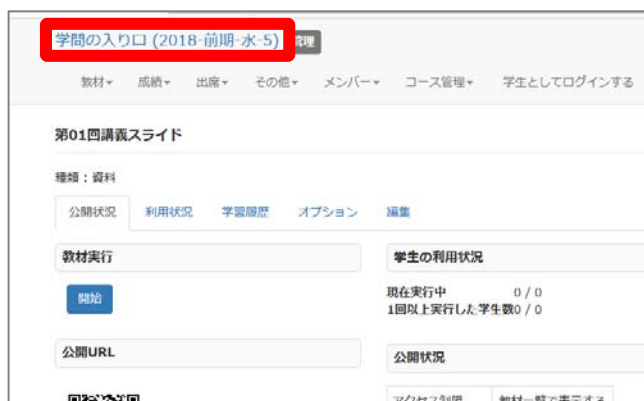 学問の入り口 (2018-前期-水-5) 管理
教材 成績 出席 その他 メンバー コース管理 学生としてログインする
第01回講義スライド
種類：資料
公開状況 利用状況 学習履歴 オプション 編集
教材実行 学生の利用状況
開始 現在実行中 0 / 0
1回以上実行した学生数0 / 0
公開URL 公開状況
アクセス制限 教材一覧で表示する